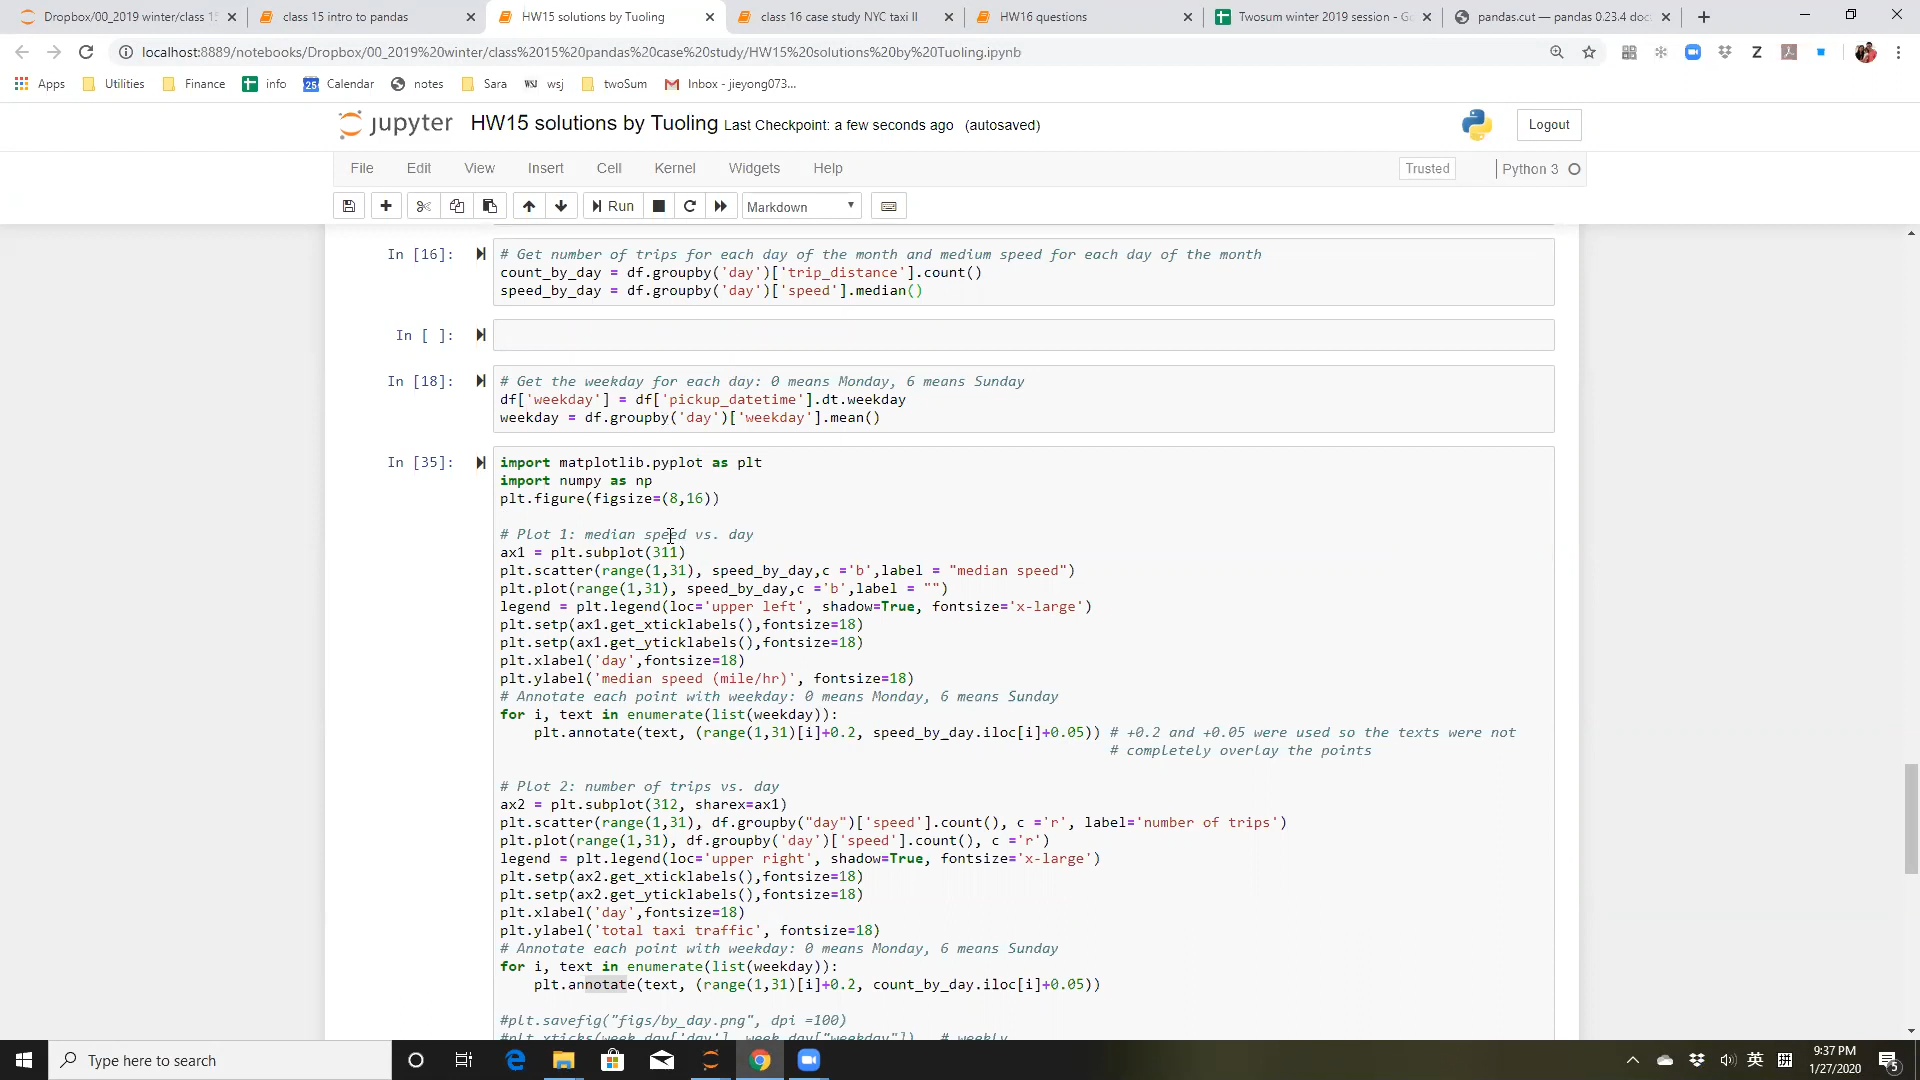 Dropbox/00_2019 winter/class 15
class 15 intro to pandas
HW15 solutions by Tuoling
class 16 case study NYC taxi II
HW16 questions
Twosum winter 2019 session - G
pandas.cut — pandas 0.23.4 doc
localhost:8889/notebooks/Dropbox/00_2019%20winter/class%2015%20pandas%20case%20study/HW15%20solutions%20by%20Tuoling.ipynb
Apps Utilities Finance info Calendar notes Sara wsj twoSum Inbox - jieyong073...
jupyter HW15 solutions by Tuoling Last Checkpoint: a few seconds ago (autosaved)
Logout
File Edit View Insert Cell Kernel Widgets Help
Trusted
Python 3
Run
Markdown
In [16]:
# Get number of trips for each day of the month and medium speed for each day of the month
count_by_day = df.groupby('day')['trip_distance'].count()
speed_by_day = df.groupby('day')['speed'].median()
In [ ]:
In [18]:
# Get the weekday for each day: 0 means Monday, 6 means Sunday
df['weekday'] = df['pickup_datetime'].dt.weekday
weekday = df.groupby('day')['weekday'].mean()
In [35]:
import matplotlib.pyplot as plt
import numpy as np
plt.figure(figsize=(8,16))
# Plot 1: median speed vs. day
ax1 = plt.subplot(311)
plt.scatter(range(1,31), speed_by_day,c ='b',label = "median speed")
plt.plot(range(1,31), speed_by_day,c ='b',label = "")
legend = plt.legend(loc='upper left', shadow=True, fontsize='x-large')
plt.setp(ax1.get_xticklabels(),fontsize=18)
plt.setp(ax1.get_yticklabels(),fontsize=18)
plt.xlabel('day',fontsize=18)
plt.ylabel('median speed (mile/hr)', fontsize=18)
# Annotate each point with weekday: 0 means Monday, 6 means Sunday
for i, text in enumerate(list(weekday)):
    plt.annotate(text, (range(1,31)[i]+0.2, speed_by_day.iloc[i]+0.05)) # +0.2 and +0.05 were used so the texts were not
# completely overlay the points
# Plot 2: number of trips vs. day
ax2 = plt.subplot(312, sharex=ax1)
plt.scatter(range(1,31), df.groupby("day")['speed'].count(), c ='r', label='number of trips')
plt.plot(range(1,31), df.groupby('day')['speed'].count(), c ='r')
legend = plt.legend(loc='upper right', shadow=True, fontsize='x-large')
plt.setp(ax2.get_xticklabels(),fontsize=18)
plt.setp(ax2.get_yticklabels(),fontsize=18)
plt.xlabel('day',fontsize=18)
plt.ylabel('total taxi traffic', fontsize=18)
# Annotate each point with weekday: 0 means Monday, 6 means Sunday
for i, text in enumerate(list(weekday)):
    plt.annotate(text, (range(1,31)[i]+0.2, count_by_day.iloc[i]+0.05))
#plt.savefig("figs/by_day.png", dpi =100)
#plt.xticks(week_day['day'], week_day["weekday"]) # weekly
Type here to search
英
拼
9:37 PM
1/27/2020
5